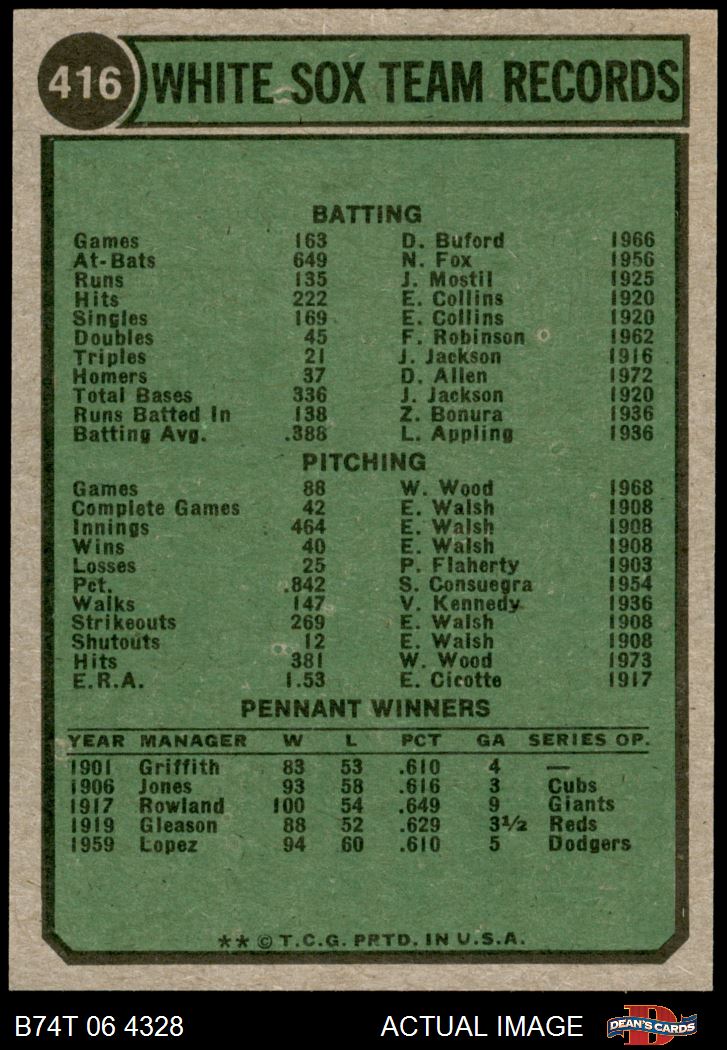 416 WHITE SOX TEAM RECORDS
BATTING
Games 163 D. Buford 1966
At-Bats 649 N. Fox 1956
Runs 135 J. Mostil 1925
Hits 222 E. Collins 1920
Singles 169 E. Collins 1920
Doubles 45 F. Robinson 1962
Triples 21 J. Jackson 1916
Homers 37 D. Allen 1972
Total Bases 336 J. Jackson 1920
Runs Batted In 138 Z. Bonura 1936
Batting Avg. .388 L. Appling 1936
PITCHING
Games 88 W. Wood 1968
Complete Games 42 E. Walsh 1908
Innings 464 E. Walsh 1908
Wins 40 E. Walsh 1908
Losses 25 P. Flaherty 1903
Pct. .842 S. Consuegra 1954
Walks 147 V. Kennedy 1936
Strikeouts 269 E. Walsh 1908
Shutouts 12 E. Walsh 1908
Hits 381 W. Wood 1973
E.R.A. 1.53 E. Cicotte 1917
PENNANT WINNERS
YEAR MANAGER W L PCT GA SERIES OP.
1901 Griffith 83 53 .610 4 —
1906 Jones 93 58 .616 3 Cubs
1917 Rowland 100 54 .649 9 Giants
1919 Gleason 88 52 .629 3½ Reds
1959 Lopez 94 60 .610 5 Dodgers
** © T.C.G. PRTD. IN U.S.A.
B74T 06 4328 ACTUAL IMAGE D DEAN'S CARDS